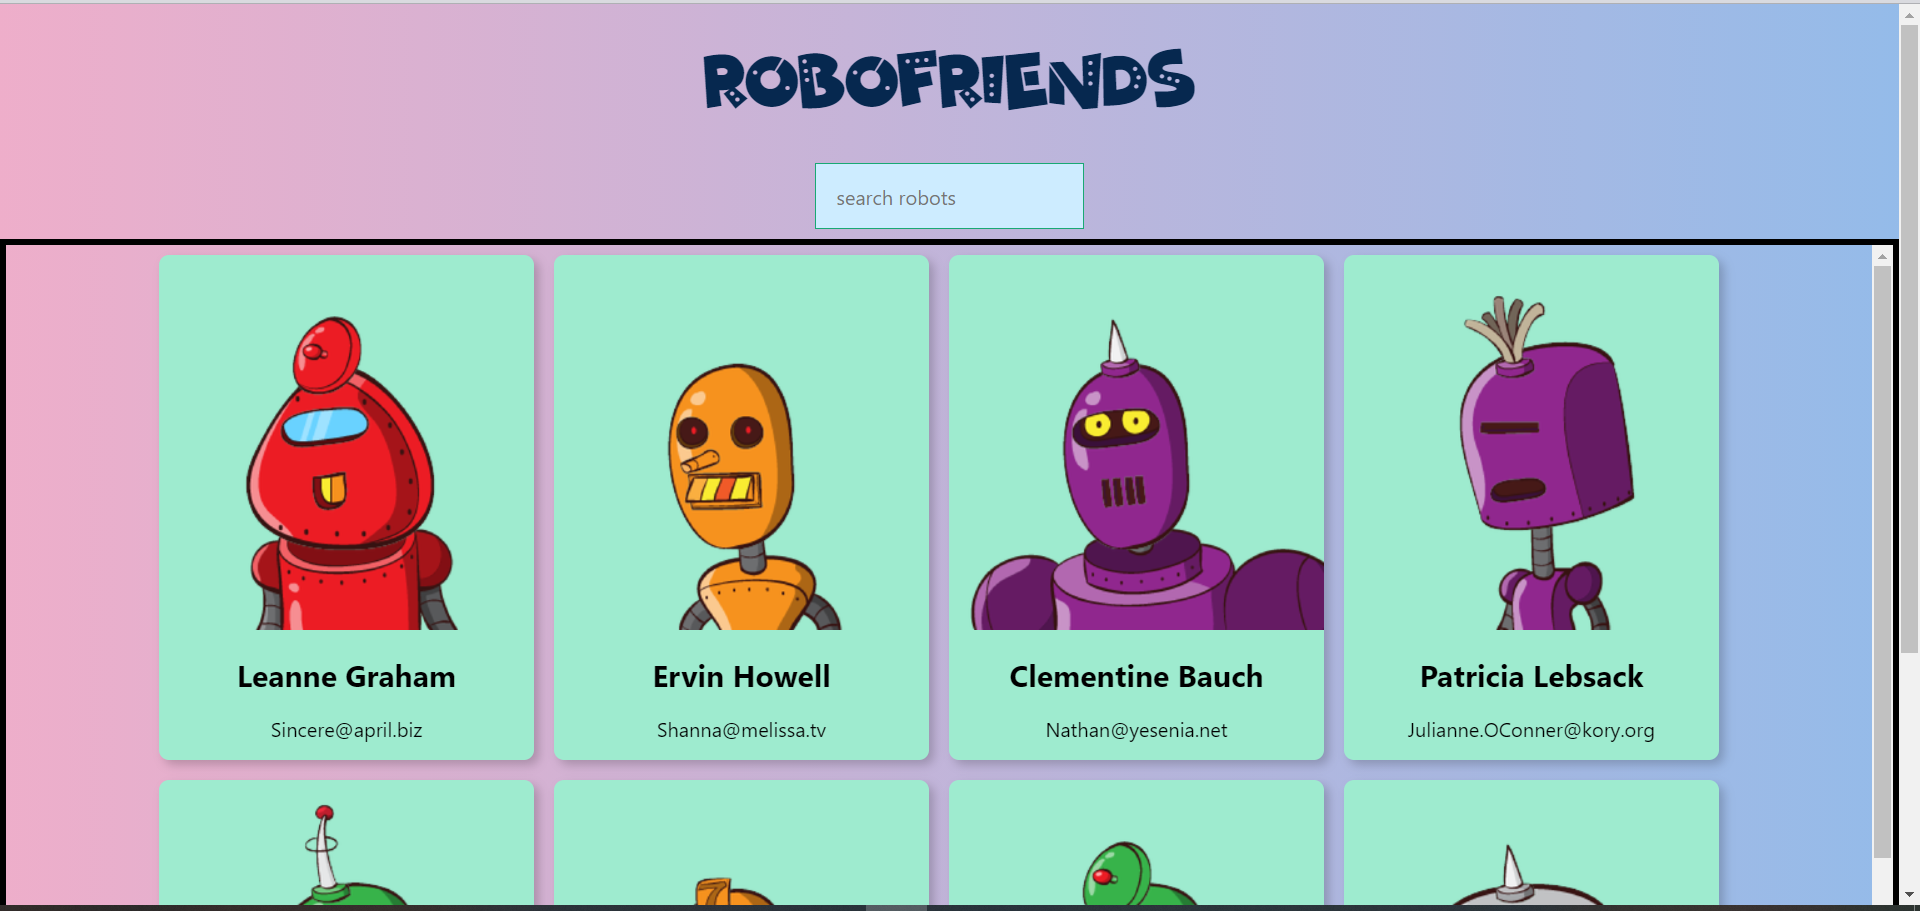 ROBOFRIENDS
search robots
Leanne Graham
Sincere@april.biz
Ervin Howell
Shanna@melissa.tv
Clementine Bauch
Nathan@yesenia.net
Patricia Lebsack
Julianne.OConner@kory.org
7